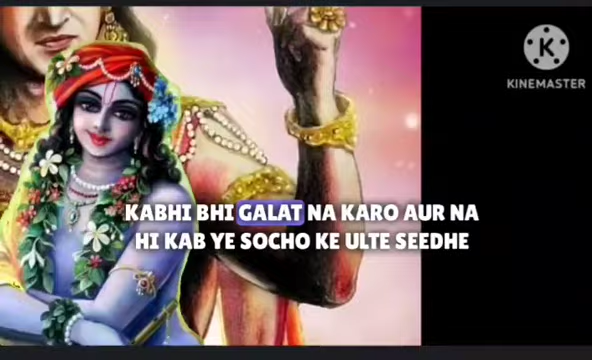 KINEMASTER
KABHI BHI GALAT NA KARO AUR NA
HI KAB YE SOCHO KE ULTE SEEDHE